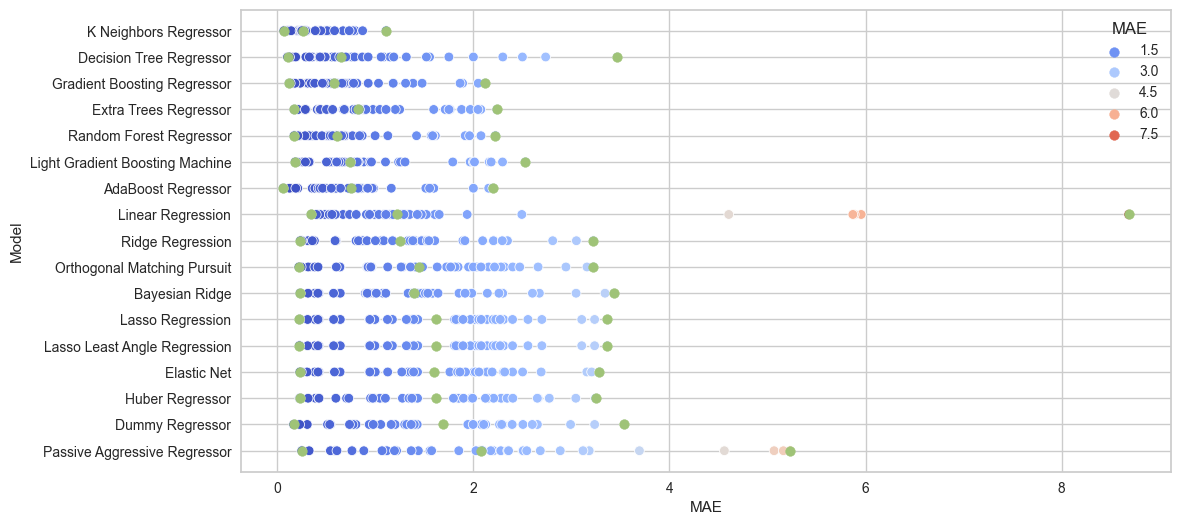 K Neighbors Regressor
Decision Tree Regressor
Gradient Boosting Regressor
Extra Trees Regressor
Random Forest Regressor
Light Gradient Boosting Machine
AdaBoost Regressor
Linear Regression
Ridge Regression
Orthogonal Matching Pursuit
Bayesian Ridge
Lasso Regression
Lasso Least Angle Regression
Elastic Net
Huber Regressor
Dummy Regressor
Passive Aggressive Regressor
Model
0 2 4 6 8
MAE
MAE
1.5
3.0
4.5
6.0
7.5